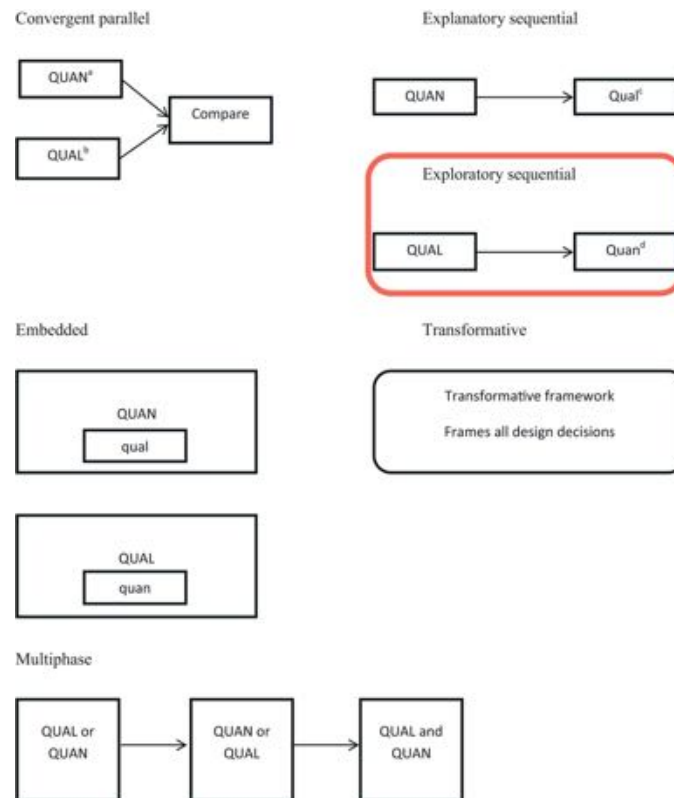 Convergent parallel
QUANᵃ
QUALᵇ
Compare
Explanatory sequential
QUAN
Qualᶜ
Exploratory sequential
QUAL
Quanᵈ
Embedded
QUAN
qual
QUAL
quan
Transformative
Transformative framework
Frames all design decisions
Multiphase
QUAL or
QUAN
QUAN or
QUAL
QUAL and
QUAN